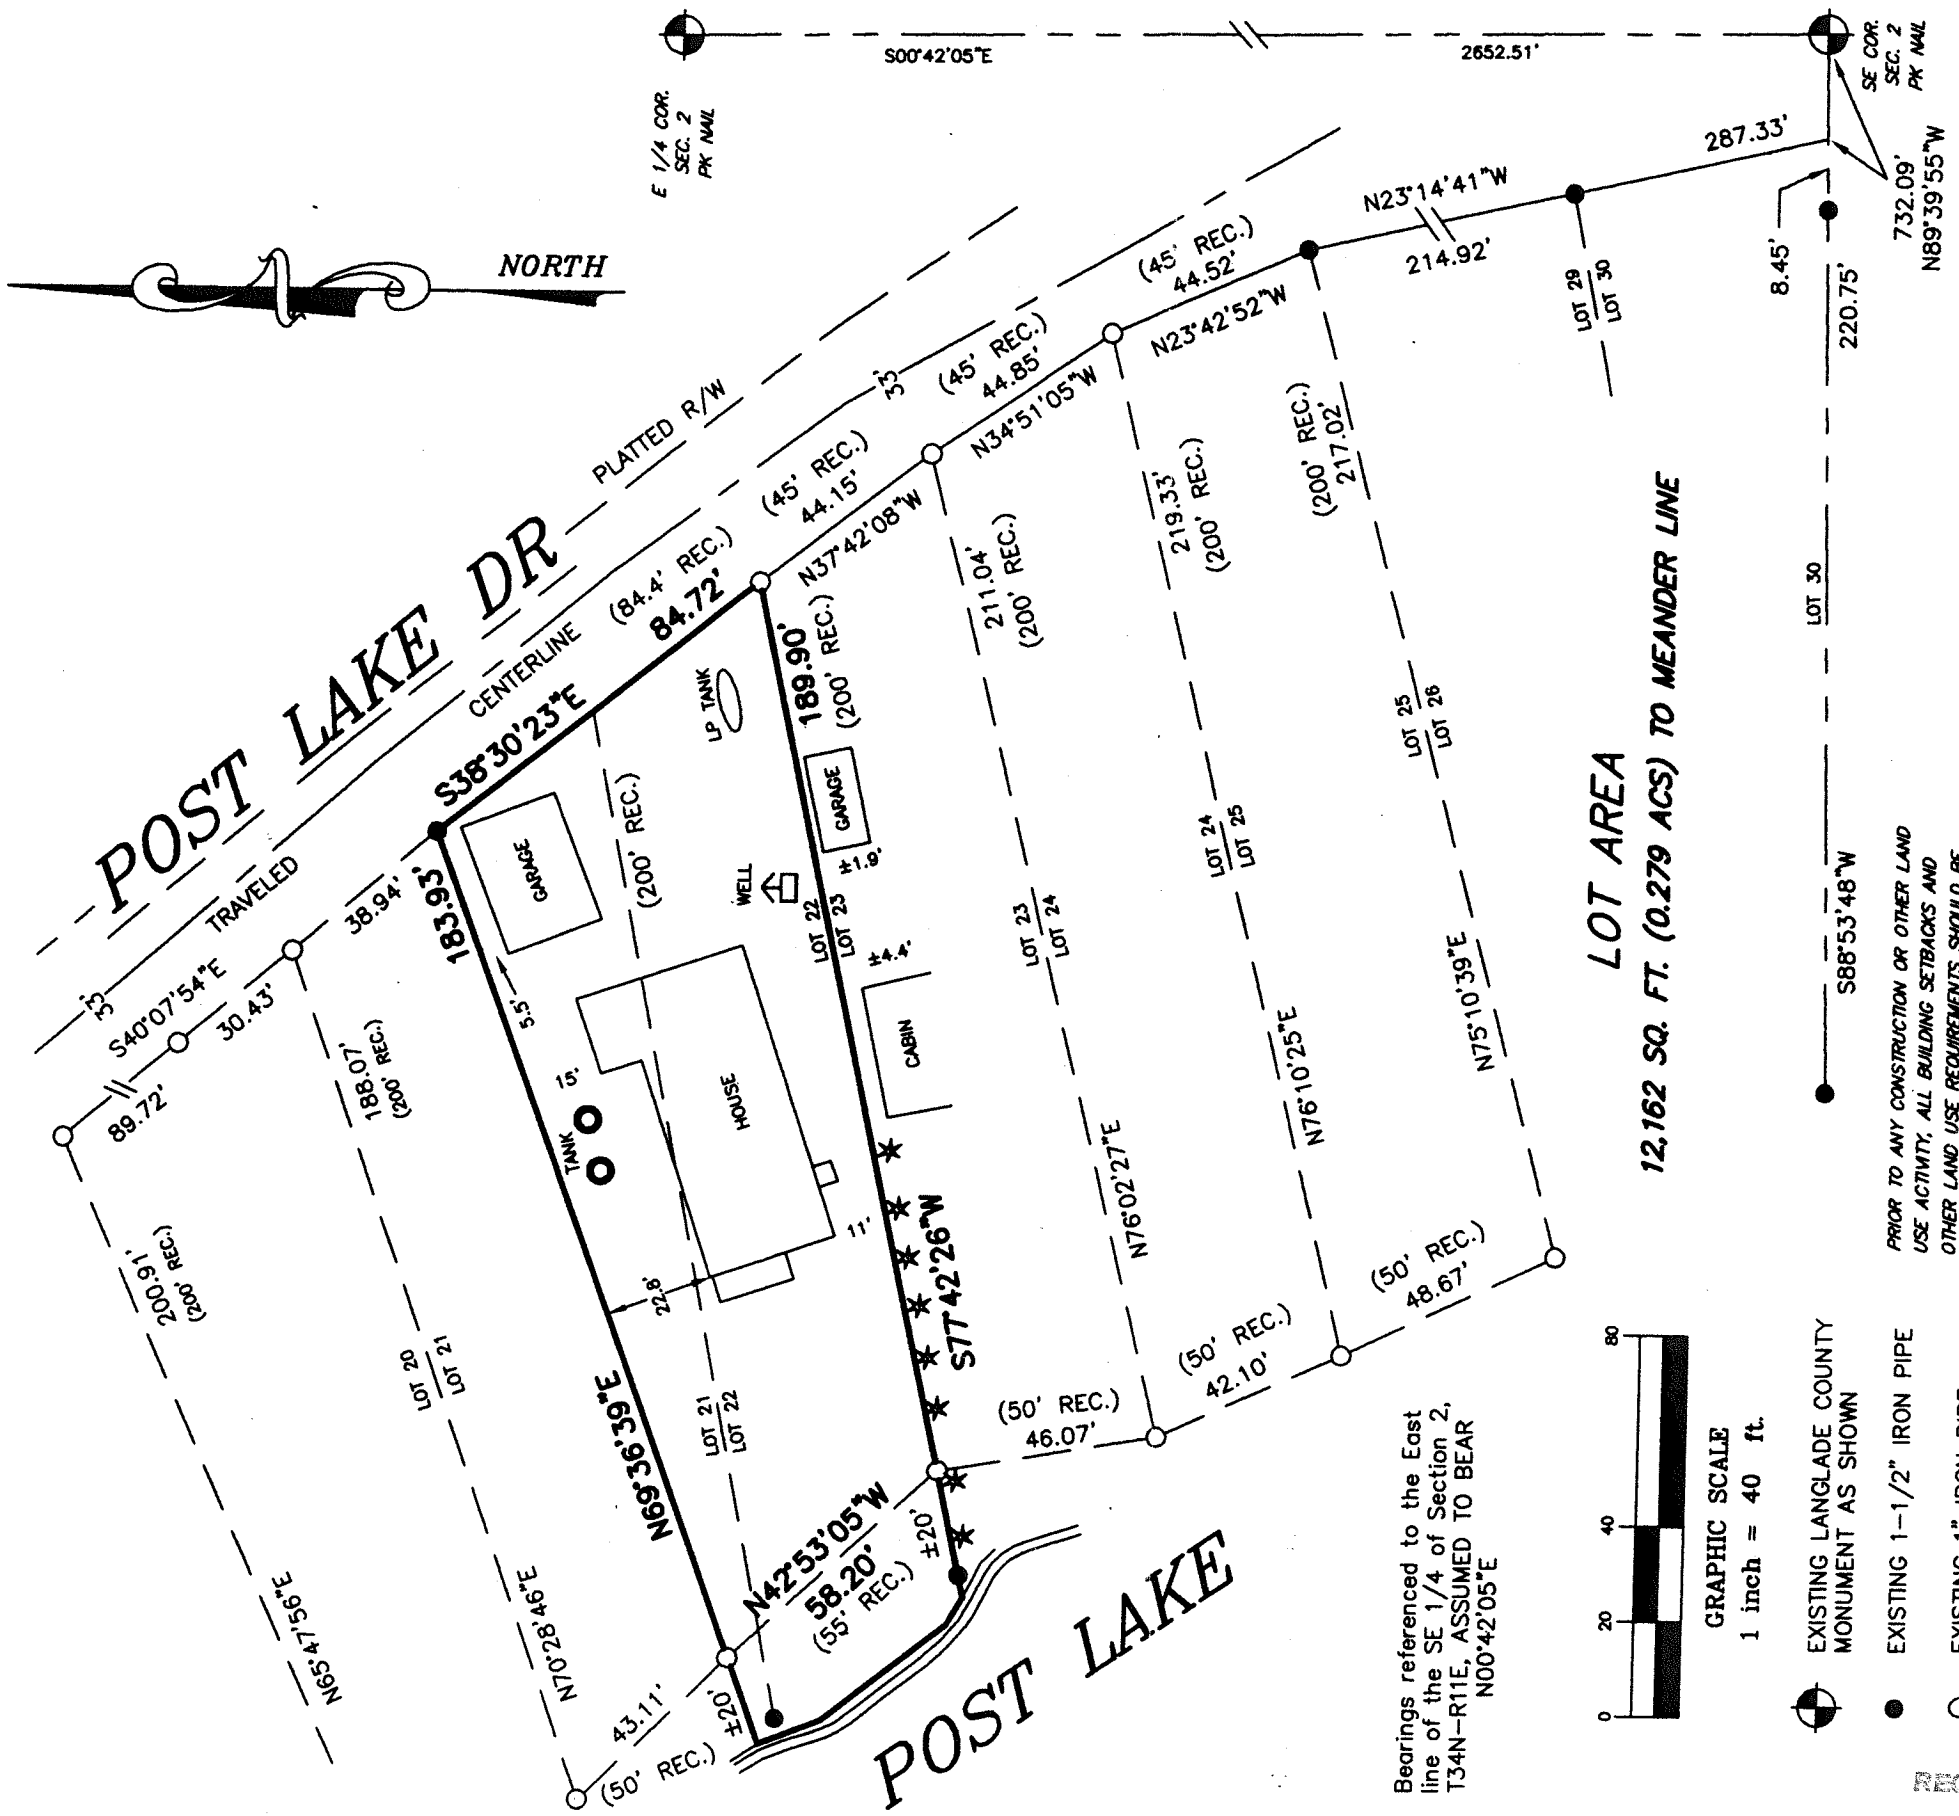 NORTH
E 1/4 COR.
SEC. 2
PK NAIL
S00°42'05"E
2652.51'
SE COR.
SEC. 2
PK NAIL
732.09'
N89°39'55"W
8.45'
220.75'
LOT 30
S88°53'48"W
287.33'
N23°14'41"W
214.92'
LOT 29
LOT 30
(45' REC.)
44.52'
N23°42'52"W
(45' REC.)
44.85'
N34°51'05"W
(45' REC.)
44.15'
N37°42'08"W
33'
PLATTED R/W
POST LAKE DR
TRAVELED
CENTERLINE
33'
(84.4' REC.)
84.72'
S38°30'23"E
38.94'
30.43'
S40°07'54"E
89.72'
200.91'
(200' REC.)
N65°47'56"E
LOT 20
LOT 21
188.07'
(200' REC.)
N70°28'46"E
183.93'
N69°36'39"E
GARAGE
5.5'
(200' REC.)
LP TANK
189.90'
(200' REC.)
GARAGE
±1.9'
WELL
LOT 22
LOT 23
±4.4'
CABIN
HOUSE
15'
TANK
11'
22.8'
LOT 21
LOT 22
S77°42'26"W
211.04'
(200' REC.)
LOT 23
LOT 24
N76°02'27"E
219.33'
(200' REC.)
LOT 24
LOT 25
N76°10'25"E
(200' REC.)
217.02'
LOT 25
LOT 26
N75°10'39"E
(50' REC.)
48.67'
(50' REC.)
42.10'
(50' REC.)
46.07'
N42°53'05"W
58.20'
(55' REC.)
±20'
±20'
43.11'
(50' REC.)
POST LAKE
LOT AREA
12,162 SQ. FT. (0.279 ACS) TO MEANDER LINE
Bearings referenced to the East
line of the SE 1/4 of Section 2,
T34N-R11E, ASSUMED TO BEAR
N00°42'05"E
0 20 40 80
GRAPHIC SCALE
1 inch = 40 ft.
EXISTING LANGLADE COUNTY
MONUMENT AS SHOWN
EXISTING 1-1/2" IRON PIPE
EXISTING 1" IRON PIPE
PRIOR TO ANY CONSTRUCTION OR OTHER LAND
USE ACTIVITY, ALL BUILDING SETBACKS AND
OTHER LAND USE REQUIREMENTS SHOULD BE